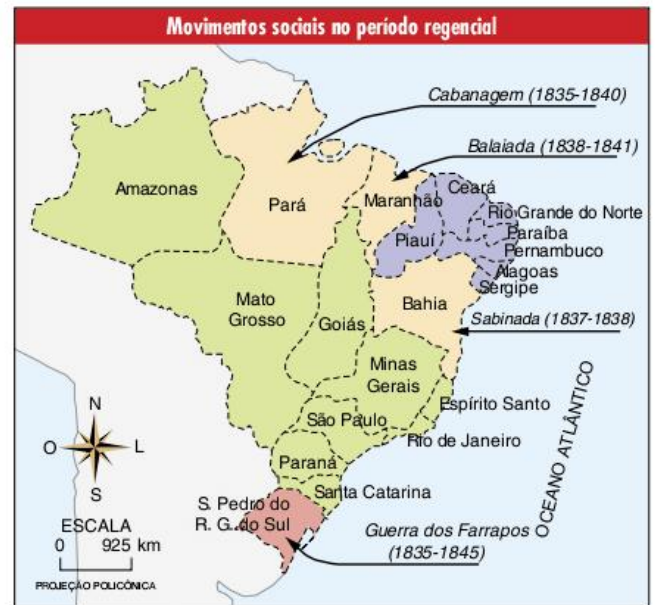 Movimentos sociais no período regencial
Cabanagem (1835-1840)
Balaiada (1838-1841)
Amazonas
Pará
Maranhão
Ceará
Rio Grande do Norte
Paraíba
Piauí
Pernambuco
Alagoas
Sergipe
Bahia
Sabinada (1837-1838)
Mato
Grosso
Goiás
Minas
Gerais
Espírito Santo
São Paulo
Rio de Janeiro
Paraná
Santa Catarina
S. Pedro do
R. G. do Sul
Guerra dos Farrapos
(1835-1845)
OCEANO ATLÂNTICO
N
O
L
S
ESCALA
0 925 km
PROJEÇÃO POLICÔNICA